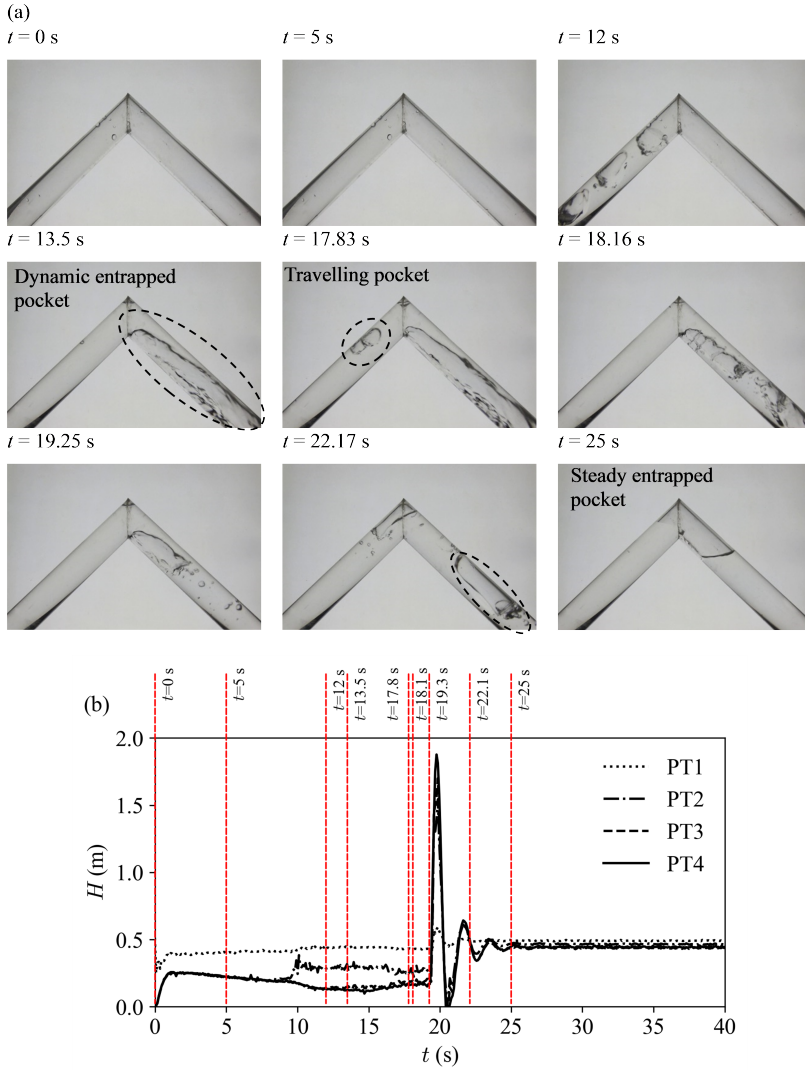 (a)
t = 0 s
t = 5 s
t = 12 s
t = 13.5 s
t = 17.83 s
t = 18.16 s
Dynamic entrapped
pocket
Travelling pocket
t = 19.25 s
t = 22.17 s
t = 25 s
Steady entrapped
pocket
(b)
t=0 s
t=5 s
t=12 s
t=13.5 s
t=17.8 s
t=18.1 s
t=19.3 s
t=22.1 s
t=25 s
2.0
1.5
1.0
0.5
0.0
H (m)
PT1
PT2
PT3
PT4
0 5 10 15 20 25 30 35 40
t (s)